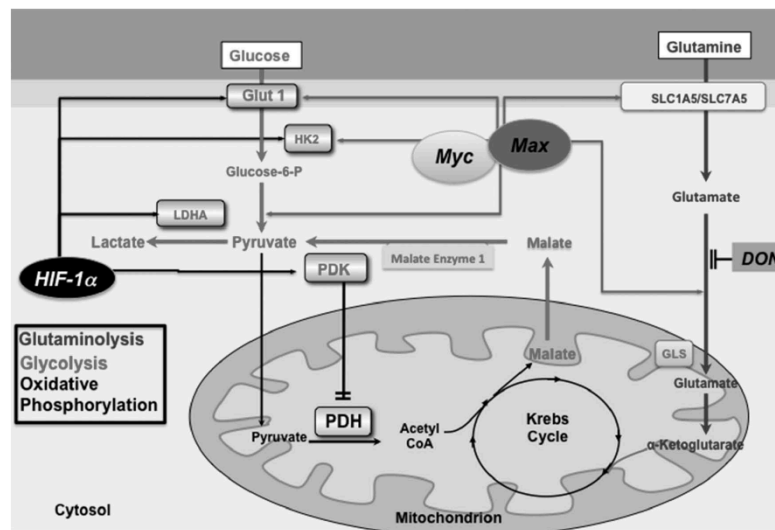 Glucose
Glutamine
Glut 1
SLC1A5/SLC7A5
HK2
Myc
Max
Glucose-6-P
Glutamate
LDHA
Lactate
Pyruvate
Malate Enzyme 1
Malate
HIF-1α
PDK
DON
Glutaminolysis
Glycolysis
Oxidative
Phosphorylation
Malate
GLS
Glutamate
Pyruvate
PDH
Acetyl
CoA
Krebs
Cycle
α-Ketoglutarate
Cytosol
Mitochondrion